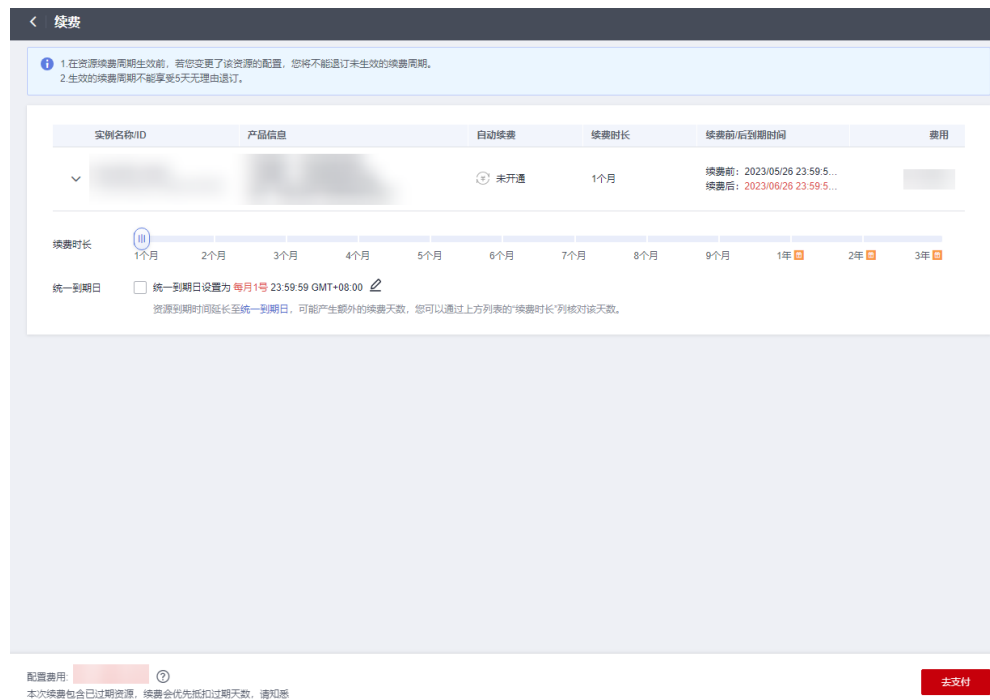 续费
1.在资源续费周期生效前，若您变更了该资源的配置，您将不能退订未生效的续费周期。
2.生效的续费周期不能享受5天无理由退订。
实例名称/ID 产品信息 自动续费 续费时长 续费前/后到期时间 费用
未开通 1个月 续费前：2023/05/26 23:59:5...
续费后：2023/06/26 23:59:5...
续费时长
1个月 2个月 3个月 4个月 5个月 6个月 7个月 8个月 9个月 1年 2年 3年
统一到期日 统一到期日设置为 每月1号 23:59:59 GMT+08:00
资源到期时间延长至统一到期日，可能产生额外的续费天数，您可以通过上方列表的“续费时长”列核对该天数。
配置费用:
去支付
本次续费包含已过期资源，续费会优先抵扣过期天数，请知悉